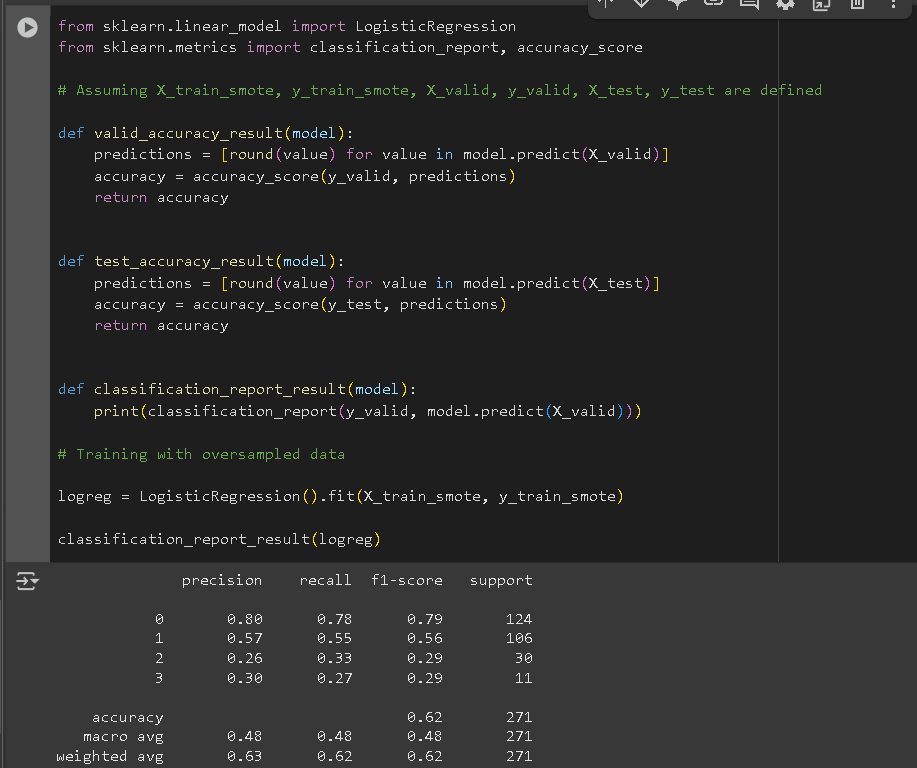 from sklearn.linear_model import LogisticRegression
from sklearn.metrics import classification_report, accuracy_score
# Assuming X_train_smote, y_train_smote, X_valid, y_valid, X_test, y_test are defined
def valid_accuracy_result(model):
    predictions = [round(value) for value in model.predict(X_valid)]
    accuracy = accuracy_score(y_valid, predictions)
    return accuracy
def test_accuracy_result(model):
    predictions = [round(value) for value in model.predict(X_test)]
    accuracy = accuracy_score(y_test, predictions)
    return accuracy
def classification_report_result(model):
    print(classification_report(y_valid, model.predict(X_valid)))
# Training with oversampled data
logreg = LogisticRegression().fit(X_train_smote, y_train_smote)
classification_report_result(logreg)
precision recall f1-score support
0 0.80 0.78 0.79 124
1 0.57 0.55 0.56 106
2 0.26 0.33 0.29 30
3 0.30 0.27 0.29 11
accuracy 0.62 271
macro avg 0.48 0.48 0.48 271
weighted avg 0.63 0.62 0.62 271